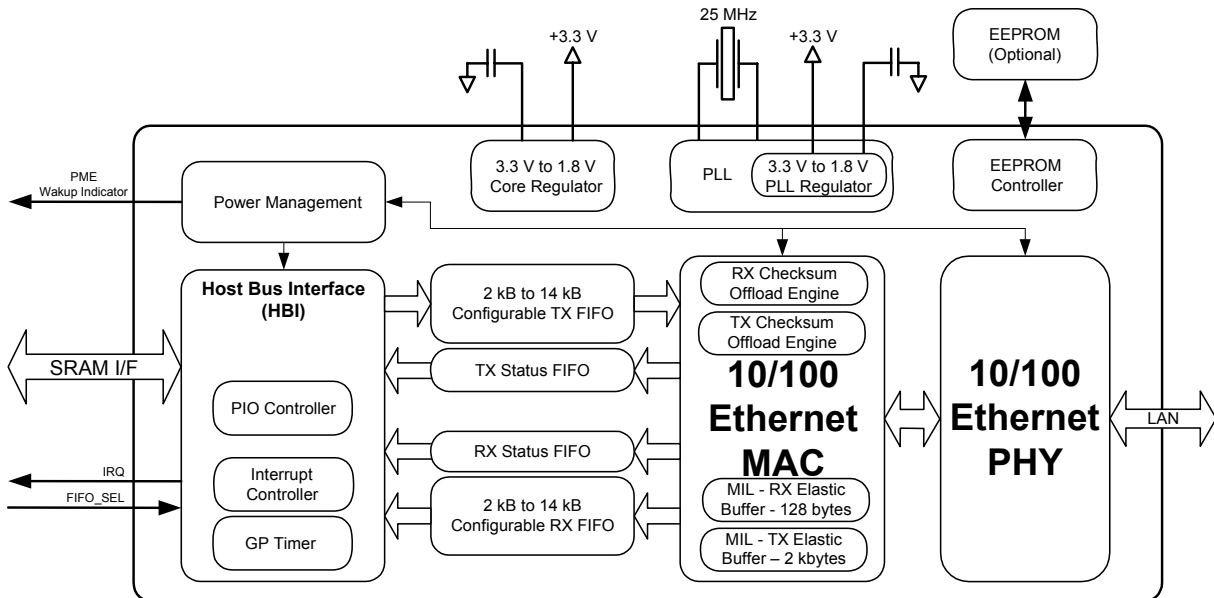 25 MHz
+3.3 V
+3.3 V
EEPROM
(Optional)
3.3 V to 1.8 V
Core Regulator
PLL
3.3 V to 1.8 V
PLL Regulator
EEPROM
Controller
PME
Wakup Indicator
Power Management
Host Bus Interface
(HBI)
2 kB to 14 kB
Configurable TX FIFO
RX Checksum
Offload Engine
TX Checksum
Offload Engine
SRAM I/F
TX Status FIFO
10/100
Ethernet
MAC
10/100
Ethernet
PHY
LAN
PIO Controller
RX Status FIFO
IRQ
FIFO_SEL
Interrupt
Controller
2 kB to 14 kB
Configurable RX FIFO
MIL - RX Elastic
Buffer - 128 bytes
GP Timer
MIL - TX Elastic
Buffer – 2 kbytes